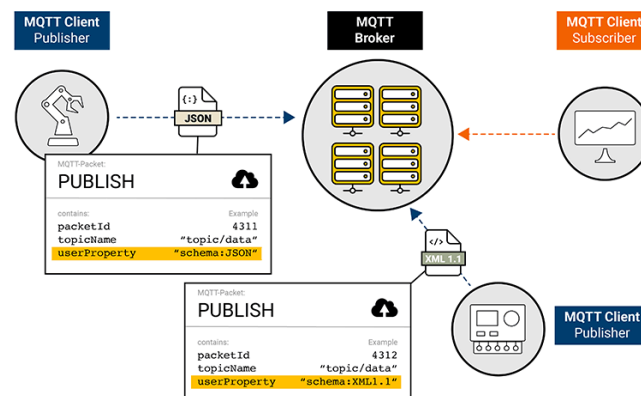 MQTT Client
Publisher
MQTT
Broker
MQTT Client
Subscriber
{:}
JSON
MQTT-Packet:
PUBLISH
contains: Example
packetId 4311
topicName "topic/data"
userProperty "schema:JSON"
</>
XML 1.1
MQTT-Packet:
PUBLISH
contains: Example
packetId 4312
topicName "topic/data"
userProperty "schema:XML1.1"
MQTT Client
Publisher